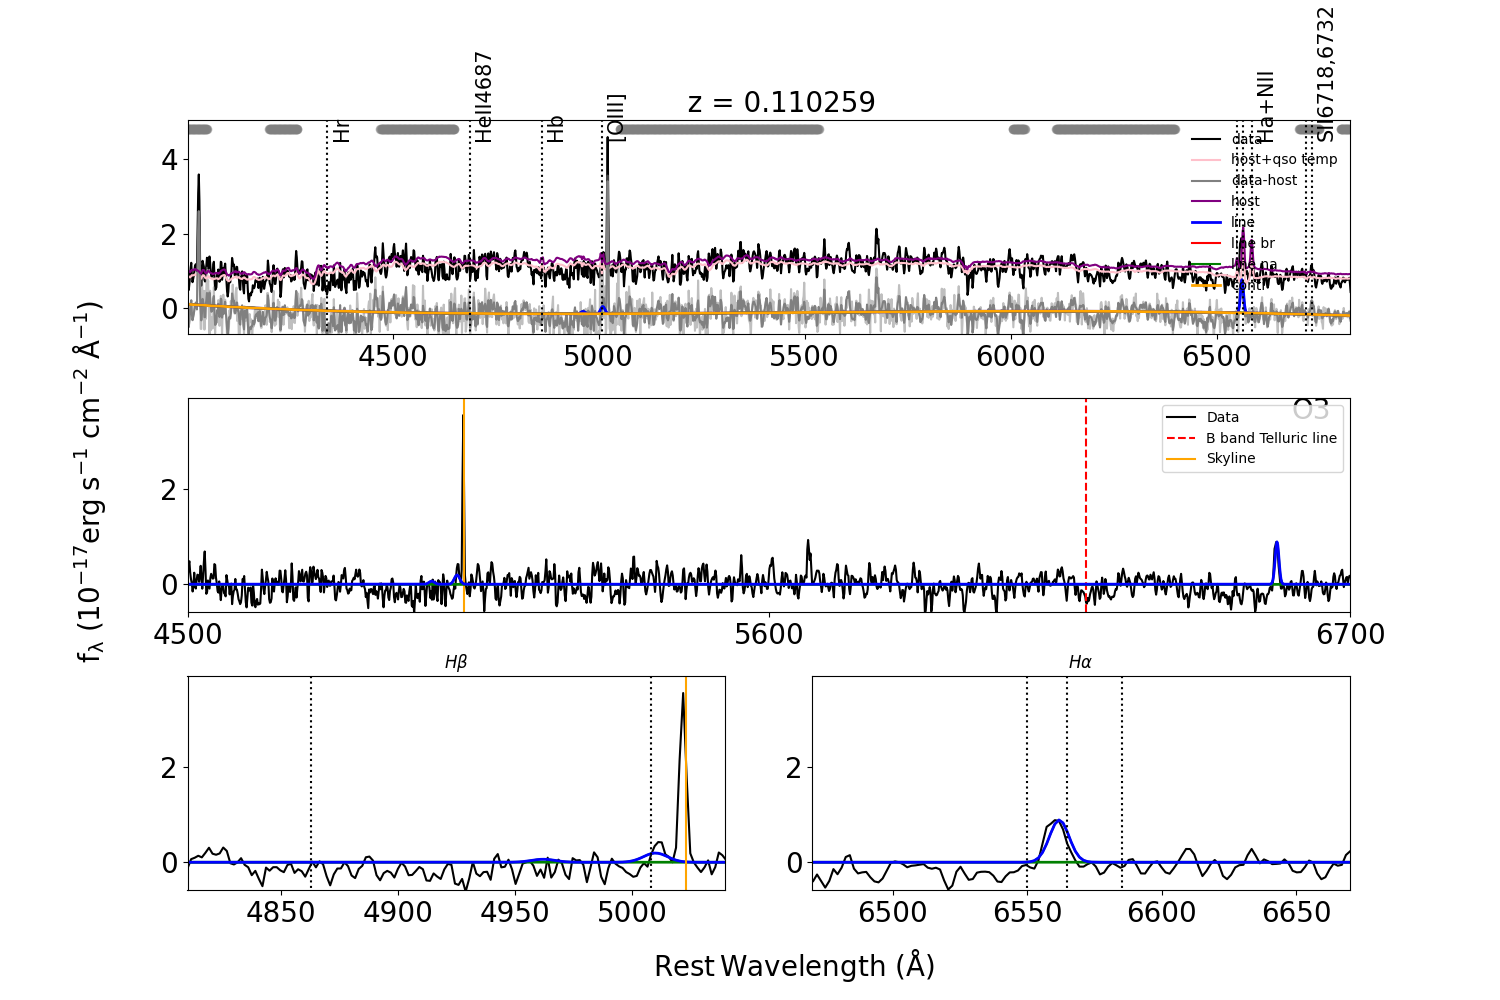 z = 0.110259
Hr
HeII4687
Hb
[OIII]
Ha+NII
SII6718,6732
data
host+qso temp
data-host
host
line
line br
line na
conti
4
2
0
4500
5000
5500
6000
6500
fλ (10⁻¹⁷erg s⁻¹ cm⁻² Å⁻¹)
O3
Data
B band Telluric line
Skyline
2
0
4500
5600
6700
Hβ
2
0
4850
4900
4950
5000
Hα
2
0
6500
6550
6600
6650
Rest Wavelength (Å)